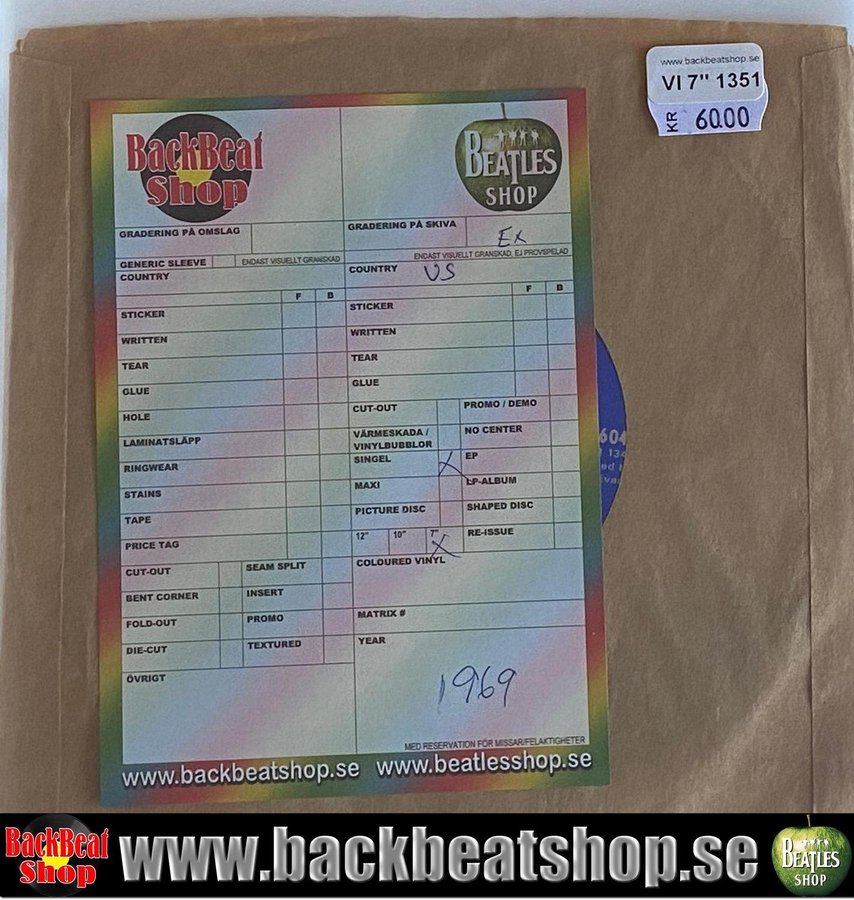 www.backbeatshop.se
VI 7" 1351
KR 60.00
BackBeat
Shop
BEATLES
SHOP
GRADERING PÅ OMSLAG
GENERIC SLEEVE
ENDAST VISUELLT GRANSKAD
COUNTRY
F B
STICKER
WRITTEN
TEAR
GLUE
HOLE
LAMINATSLÄPP
RINGWEAR
STAINS
TAPE
PRICE TAG
CUT-OUT SEAM SPLIT
BENT CORNER INSERT
FOLD-OUT PROMO
DIE-CUT TEXTURED
ÖVRIGT
GRADERING PÅ SKIVA
Ex
ENDAST VISUELLT GRANSKAD, EJ PROVSPELAD
COUNTRY US
F B
STICKER
WRITTEN
TEAR
GLUE
CUT-OUT PROMO / DEMO
VÄRMESKADA /
VINYLBUBBLOR
NO CENTER
SINGEL X EP
MAXI LP-ALBUM
PICTURE DISC SHAPED DISC
12" 10" 7" X RE-ISSUE
COLOURED VINYL
MATRIX #
YEAR
1969
MED RESERVATION FÖR MISSAR/FELAKTIGHETER
www.backbeatshop.se www.beatlesshop.se
604
134
BackBeat
Shop
www.backbeatshop.se
BEATLES
SHOP